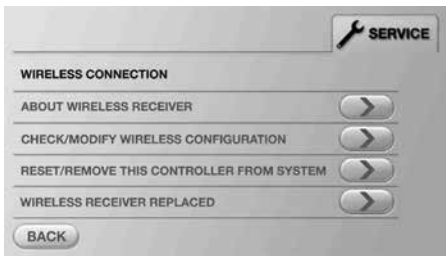 SERVICE
WIRELESS CONNECTION
ABOUT WIRELESS RECEIVER
CHECK/MODIFY WIRELESS CONFIGURATION
RESET/REMOVE THIS CONTROLLER FROM SYSTEM
WIRELESS RECEIVER REPLACED
BACK